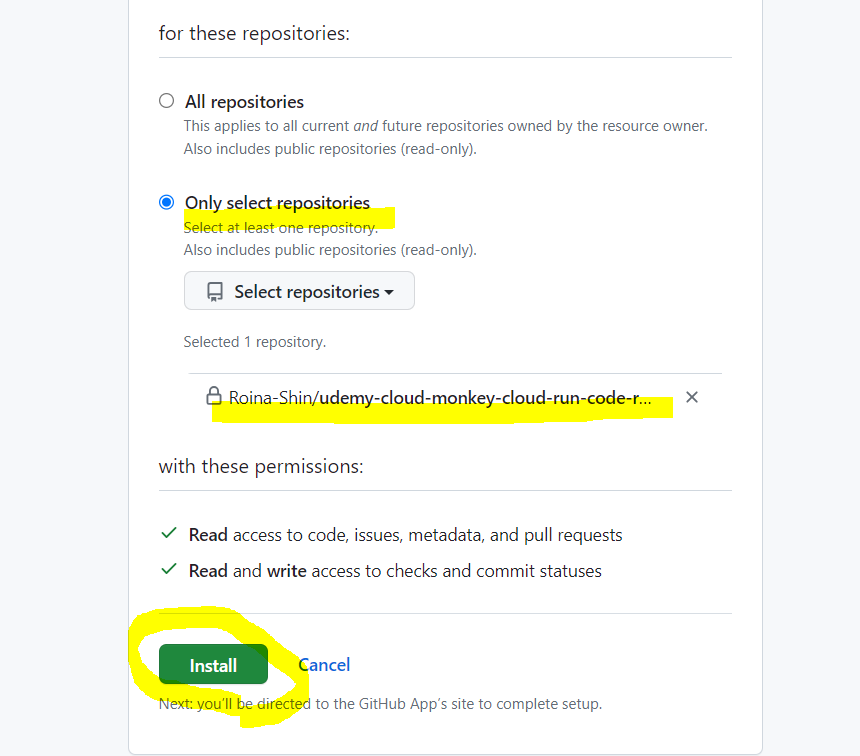 for these repositories:
All repositories
This applies to all current and future repositories owned by the resource owner.
Also includes public repositories (read-only).
Only select repositories
Select at least one repository.
Also includes public repositories (read-only).
Select repositories
Selected 1 repository.
Roina-Shin/udemy-cloud-monkey-cloud-run-code-r...
with these permissions:
Read access to code, issues, metadata, and pull requests
Read and write access to checks and commit statuses
Install Cancel
Next: you'll be directed to the GitHub App's site to complete setup.